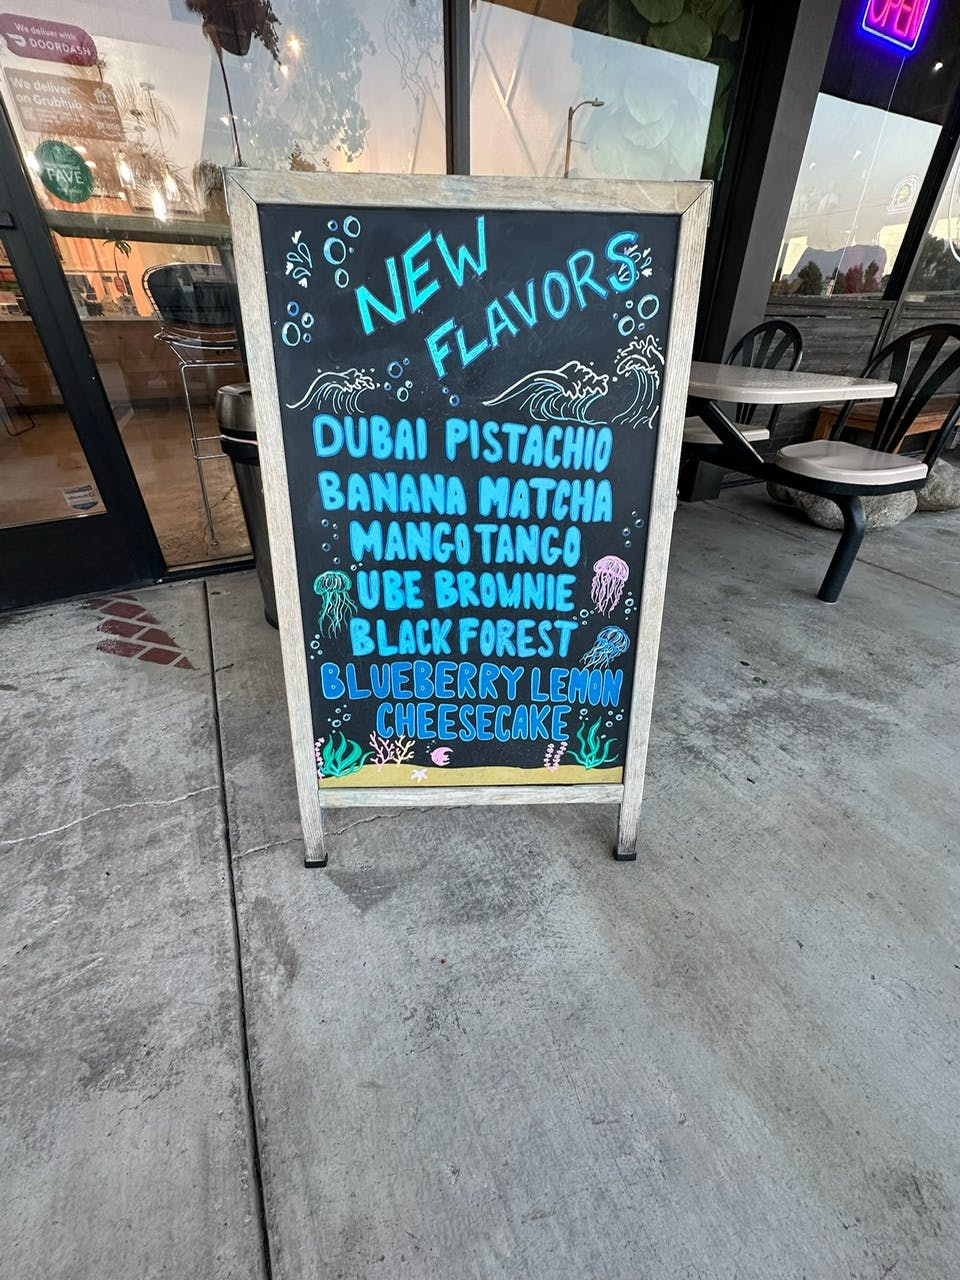 We deliver with
DOORDASH
We deliver
on Grubhub
FAVE
OPEN
NEW
FLAVORS
DUBAI PISTACHIO
BANANA MATCHA
MANGO TANGO
UBE BROWNIE
BLACK FOREST
BLUEBERRY LEMON
CHEESECAKE